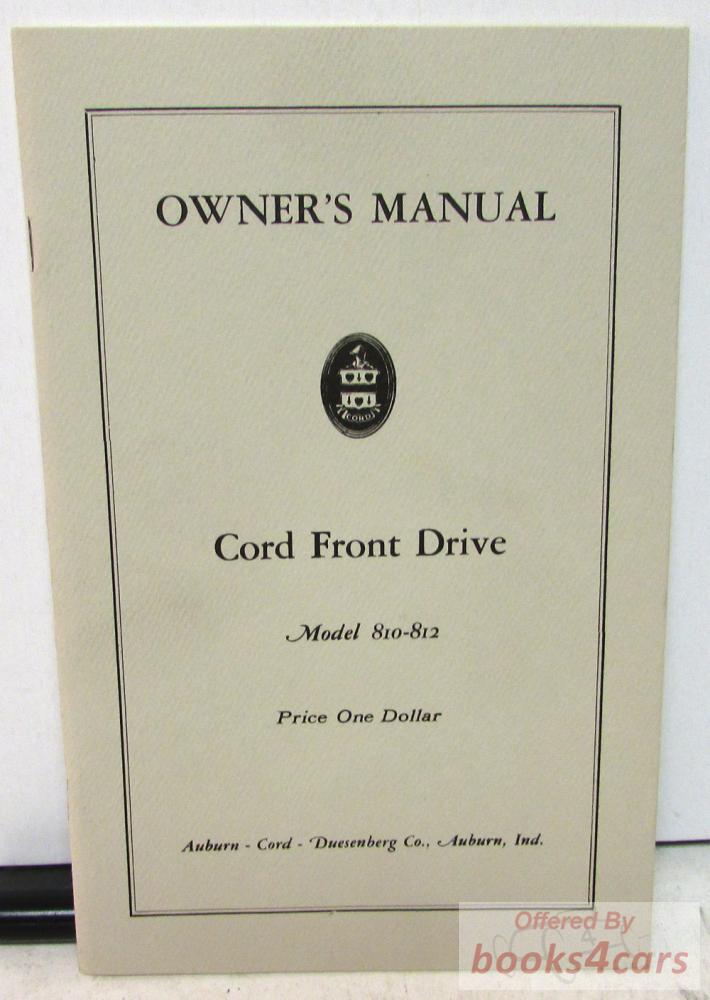 OWNER'S MANUAL
CORD
Cord Front Drive
Model 810-812
Price One Dollar
Auburn - Cord - Duesenberg Co., Auburn, Ind.
Offered By
books4cars